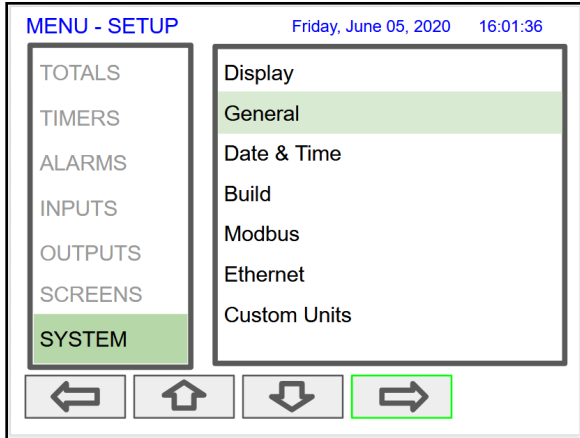 MENU - SETUP Friday, June 05, 2020 16:01:36
TOTALS
TIMERS
ALARMS
INPUTS
OUTPUTS
SCREENS
SYSTEM
Display
General
Date & Time
Build
Modbus
Ethernet
Custom Units